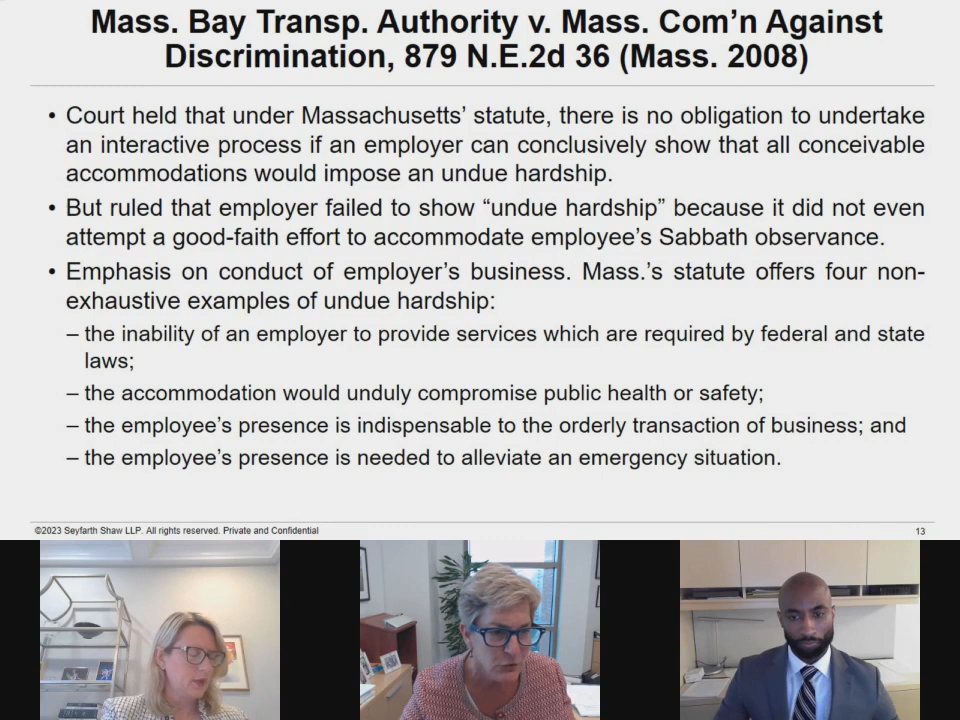 Mass. Bay Transp. Authority v. Mass. Com’n Against
Discrimination, 879 N.E.2d 36 (Mass. 2008)
• Court held that under Massachusetts’ statute, there is no obligation to undertake
an interactive process if an employer can conclusively show that all conceivable
accommodations would impose an undue hardship.
• But ruled that employer failed to show “undue hardship” because it did not even
attempt a good-faith effort to accommodate employee’s Sabbath observance.
• Emphasis on conduct of employer’s business. Mass.’s statute offers four non-
exhaustive examples of undue hardship:
– the inability of an employer to provide services which are required by federal and state
laws;
– the accommodation would unduly compromise public health or safety;
– the employee’s presence is indispensable to the orderly transaction of business; and
– the employee’s presence is needed to alleviate an emergency situation.
©2023 Seyfarth Shaw LLP. All rights reserved. Private and Confidential
13